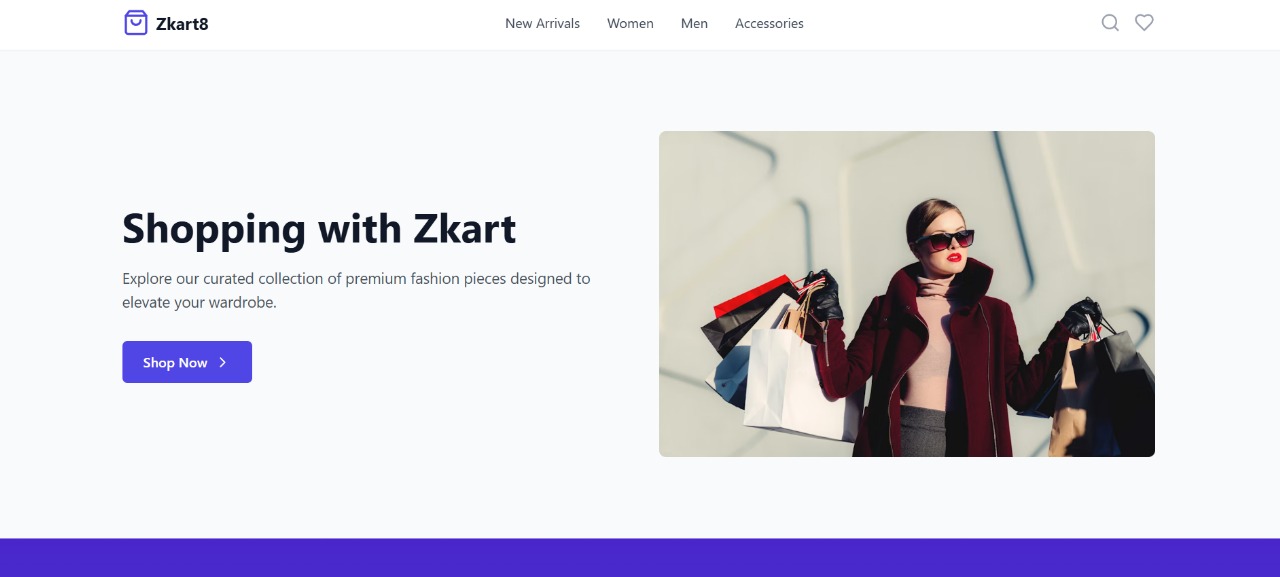 Zkart8
New Arrivals
Women
Men
Accessories
Shopping with Zkart
Explore our curated collection of premium fashion pieces designed to
elevate your wardrobe.
Shop Now